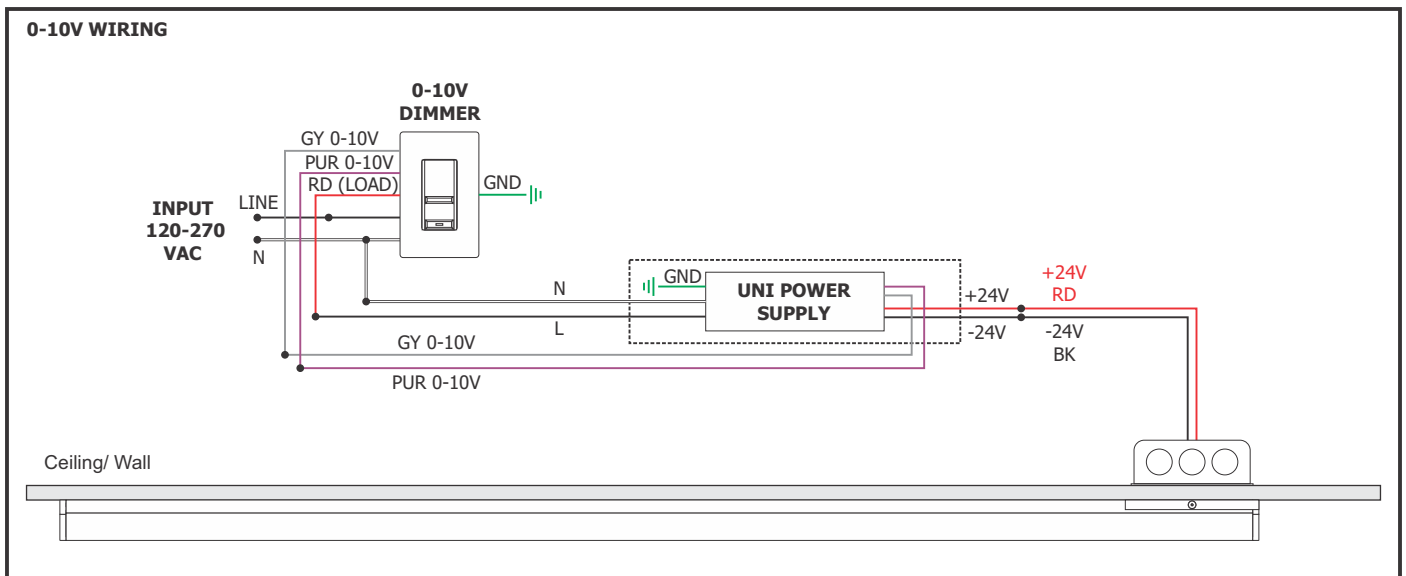 0-10V WIRING
0-10V
DIMMER
GY 0-10V
PUR 0-10V
RD (LOAD)
GND
LINE
INPUT
120-270
VAC
N
GND
UNI POWER
SUPPLY
N
L
+24V
-24V
+24V
RD
-24V
BK
GY 0-10V
PUR 0-10V
Ceiling/ Wall